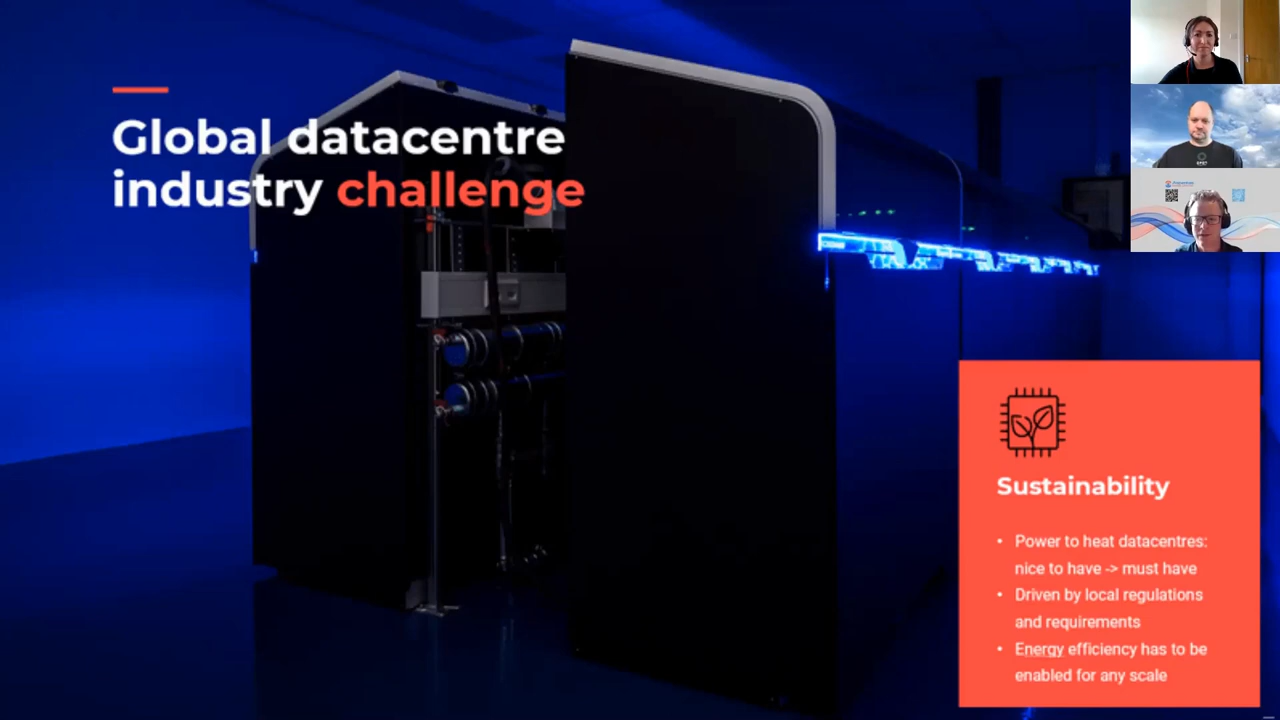 Global datacentre
industry challenge
Sustainability
• Power to heat datacentres:
nice to have -> must have
• Driven by local regulations
and requirements
• Energy efficiency has to be
enabled for any scale